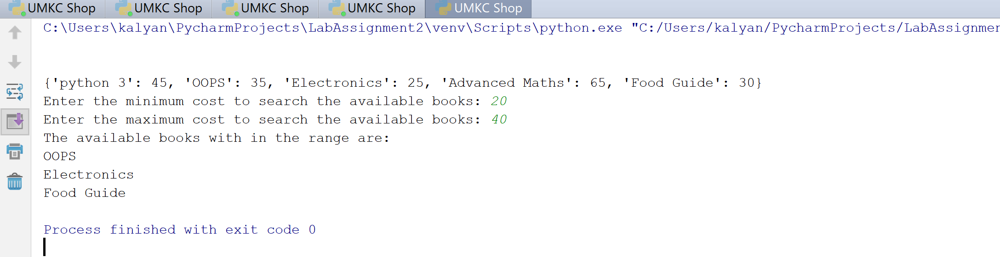 UMKC Shop UMKC Shop UMKC Shop UMKC Shop UMKC Shop
C:\Users\kalyan\PycharmProjects\LabAssignment2\venv\Scripts\python.exe "C:/Users/kalyan/PycharmProjects/LabAssignmen
{'python 3': 45, 'OOPS': 35, 'Electronics': 25, 'Advanced Maths': 65, 'Food Guide': 30}
Enter the minimum cost to search the available books: 20
Enter the maximum cost to search the available books: 40
The available books with in the range are:
OOPS
Electronics
Food Guide
Process finished with exit code 0